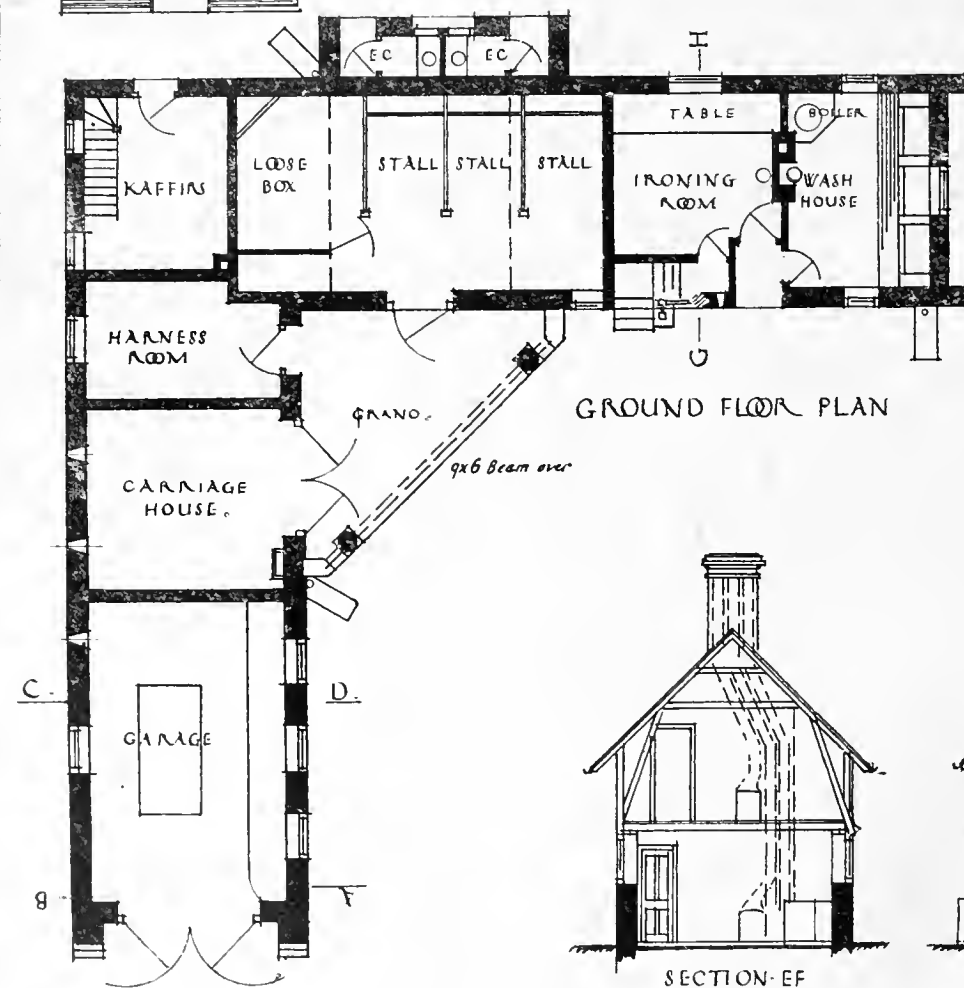 EC
EC
H
TABLE
BOILER
LOOSE
BOX
STALL
STALL
STALL
KAFFIRS
IRONING
ROOM
WASH
HOUSE
HARNESS
ROOM
G
GROUND FLOOR PLAN
GRANO.
9x6 Beam over
CARRIAGE
HOUSE.
C.
D.
GARAGE
SECTION·EF